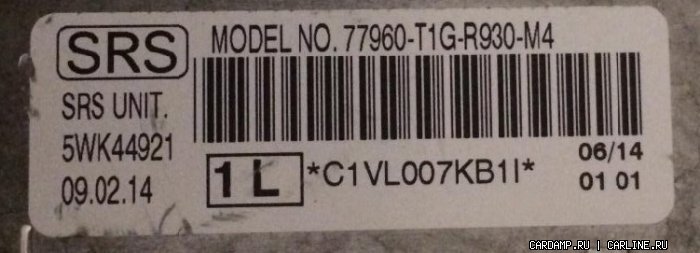 SRS
MODEL NO. 77960-T1G-R930-M4
SRS UNIT.
5WK44921
09.02.14
1 L
*C1VL007KB1I*
06/14
01 01
CARDAMP.RU | CARLINE.RU